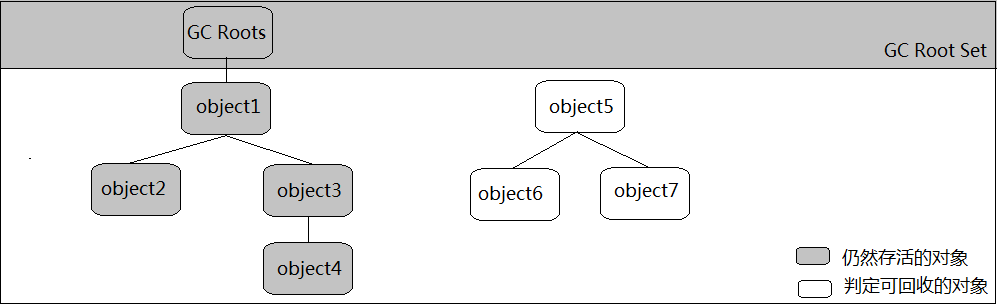 GC Roots
GC Root Set
object1
object5
object2
object3
object6
object7
object4
仍然存活的对象
判定可回收的对象